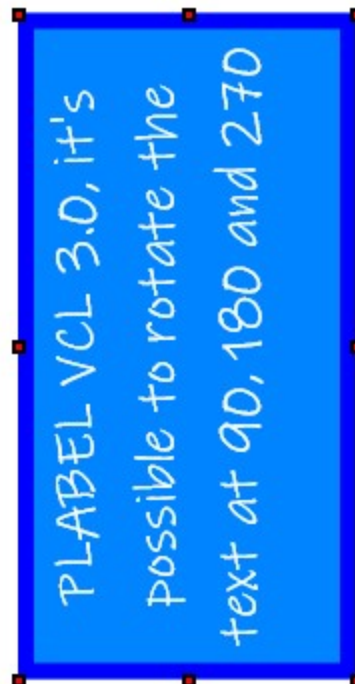 PLABEL VCL 3.0, it's
possible to rotate the
text at 90, 180 and 270